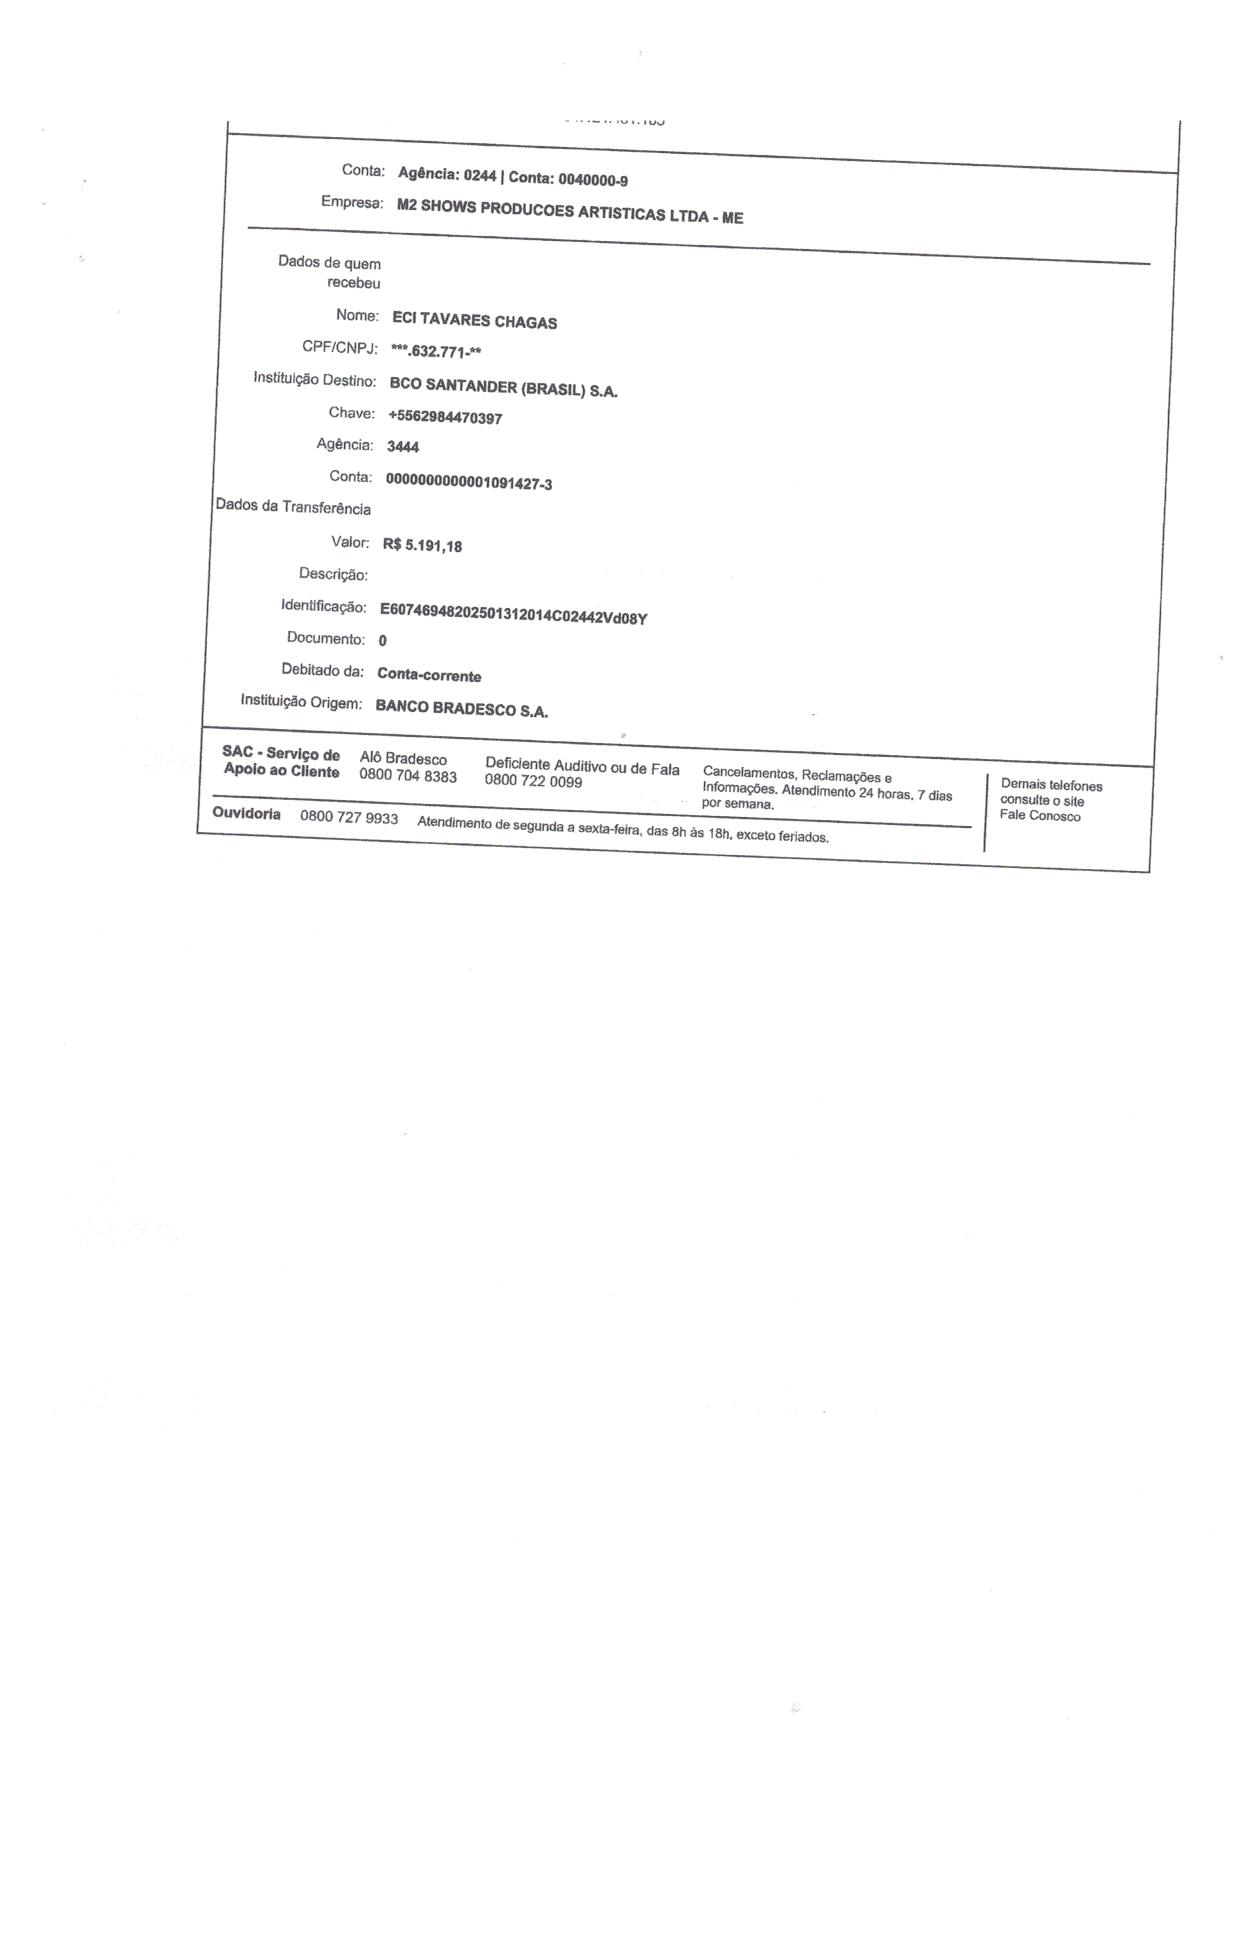 Conta: Agência: 0244 | Conta: 0040000-9
Empresa: M2 SHOWS PRODUCOES ARTISTICAS LTDA - ME
Dados de quem
recebeu
Nome: ECI TAVARES CHAGAS
CPF/CNPJ: ***.632.771-**
Instituição Destino: BCO SANTANDER (BRASIL) S.A.
Chave: +5562984470397
Agência: 3444
Conta: 0000000000001091427-3
Dados da Transferência
Valor: R$ 5.191,18
Descrição:
Identificação: E60746948202501312014C02442Vd08Y
Documento: 0
Debitado da: Conta-corrente
Instituição Origem: BANCO BRADESCO S.A.
SAC - Serviço de
Apoio ao Cliente
Alô Bradesco
0800 704 8383
Deficiente Auditivo ou de Fala
0800 722 0099
Cancelamentos, Reclamações e
Informações. Atendimento 24 horas, 7 dias
por semana.
Demais telefones
consulte o site
Fale Conosco
Ouvidoria 0800 727 9933 Atendimento de segunda a sexta-feira, das 8h às 18h, exceto feriados.